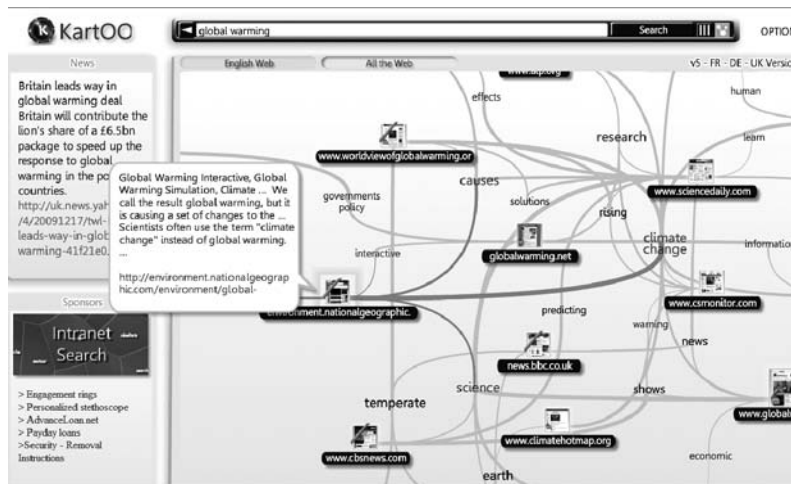 KartOO
global warming
Search
OPTION
News
English Web
All the Web
v5 - FR - DE - UK Versio
Britain leads way in
global warming deal
Britain will contribute the
lion's share of a £6.5bn
package to speed up the
response to global
warming in the po
countries.
http://uk.news.yah
/4/20091217/twl-
leads-way-in-glob
warming-41f21e0.
Global Warming Interactive, Global
Warming Simulation, Climate ... We
call the result global warming, but it
is causing a set of changes to the ...
Scientists often use the term "climate
change" instead of global warming.
...
http://environment.nationalgeograp
hic.com/environment/global-
effects
human
research
learn
www.worldviewofglobalwarming.or
causes
www.sciencedaily.com
governments
policy
solutions
rising
climate
change
information
interactive
globalwarming.net
environment.nationalgeographic.
www.csmonitor.com
predicting
warning
news
news.bbc.co.uk
science
shows
temperate
www.globa
www.climatehotmap.org
www.cbsnews.com
economic
earth
Sponsors
Intranet
Search
> Engagement rings
> Personalized stethoscope
> AdvanceLoan.net
> Payday loans
>Security - Removal
Instructions